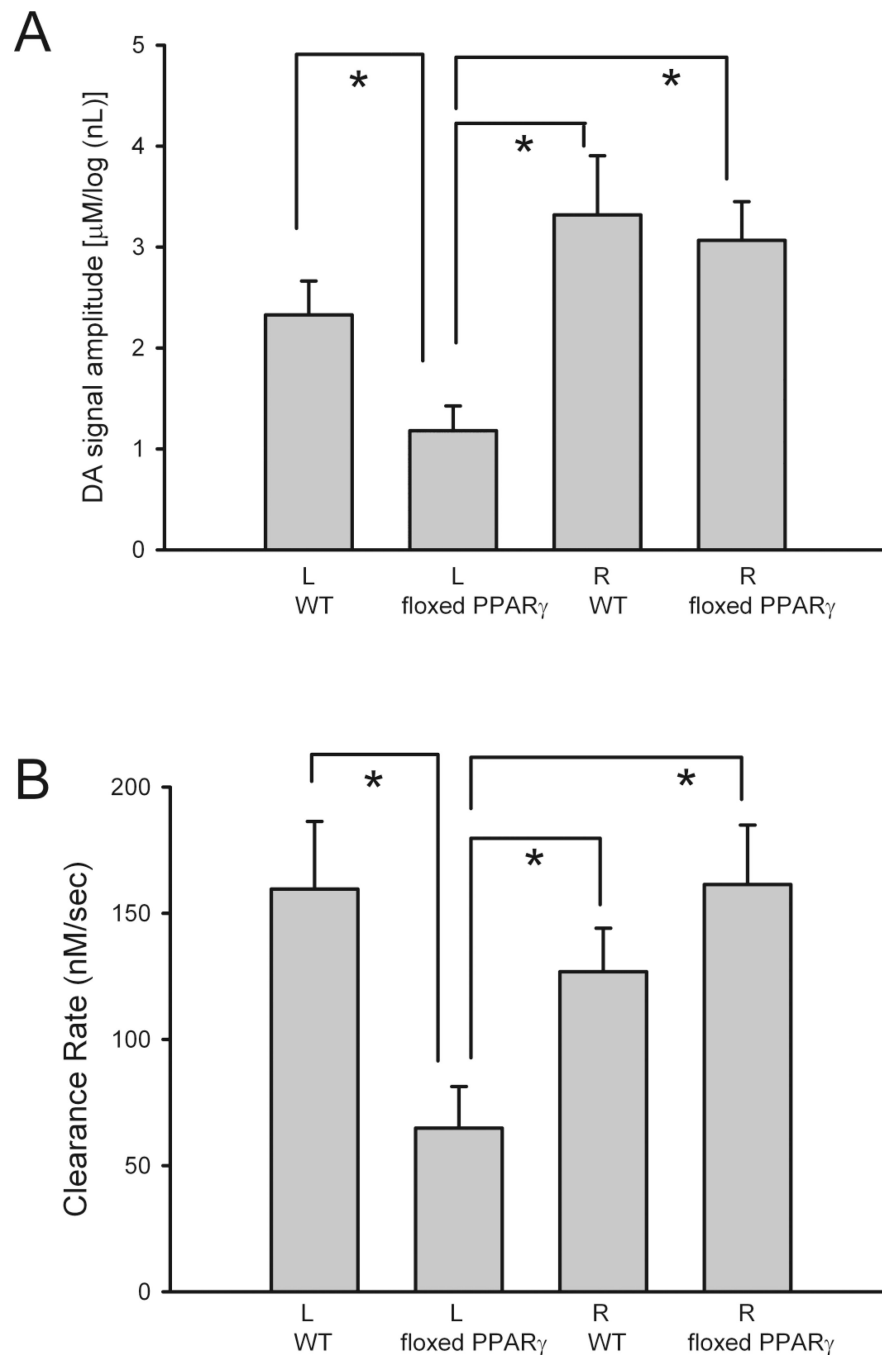 A
DA signal amplitude [μM/log (nL)]
5
4
3
2
1
0
*
*
*
L L R R
WT floxed PPARγ WT floxed PPARγ
B
Clearance Rate (nM/sec)
200
150
100
50
0
*
*
*
L L R R
WT floxed PPARγ WT floxed PPARγ